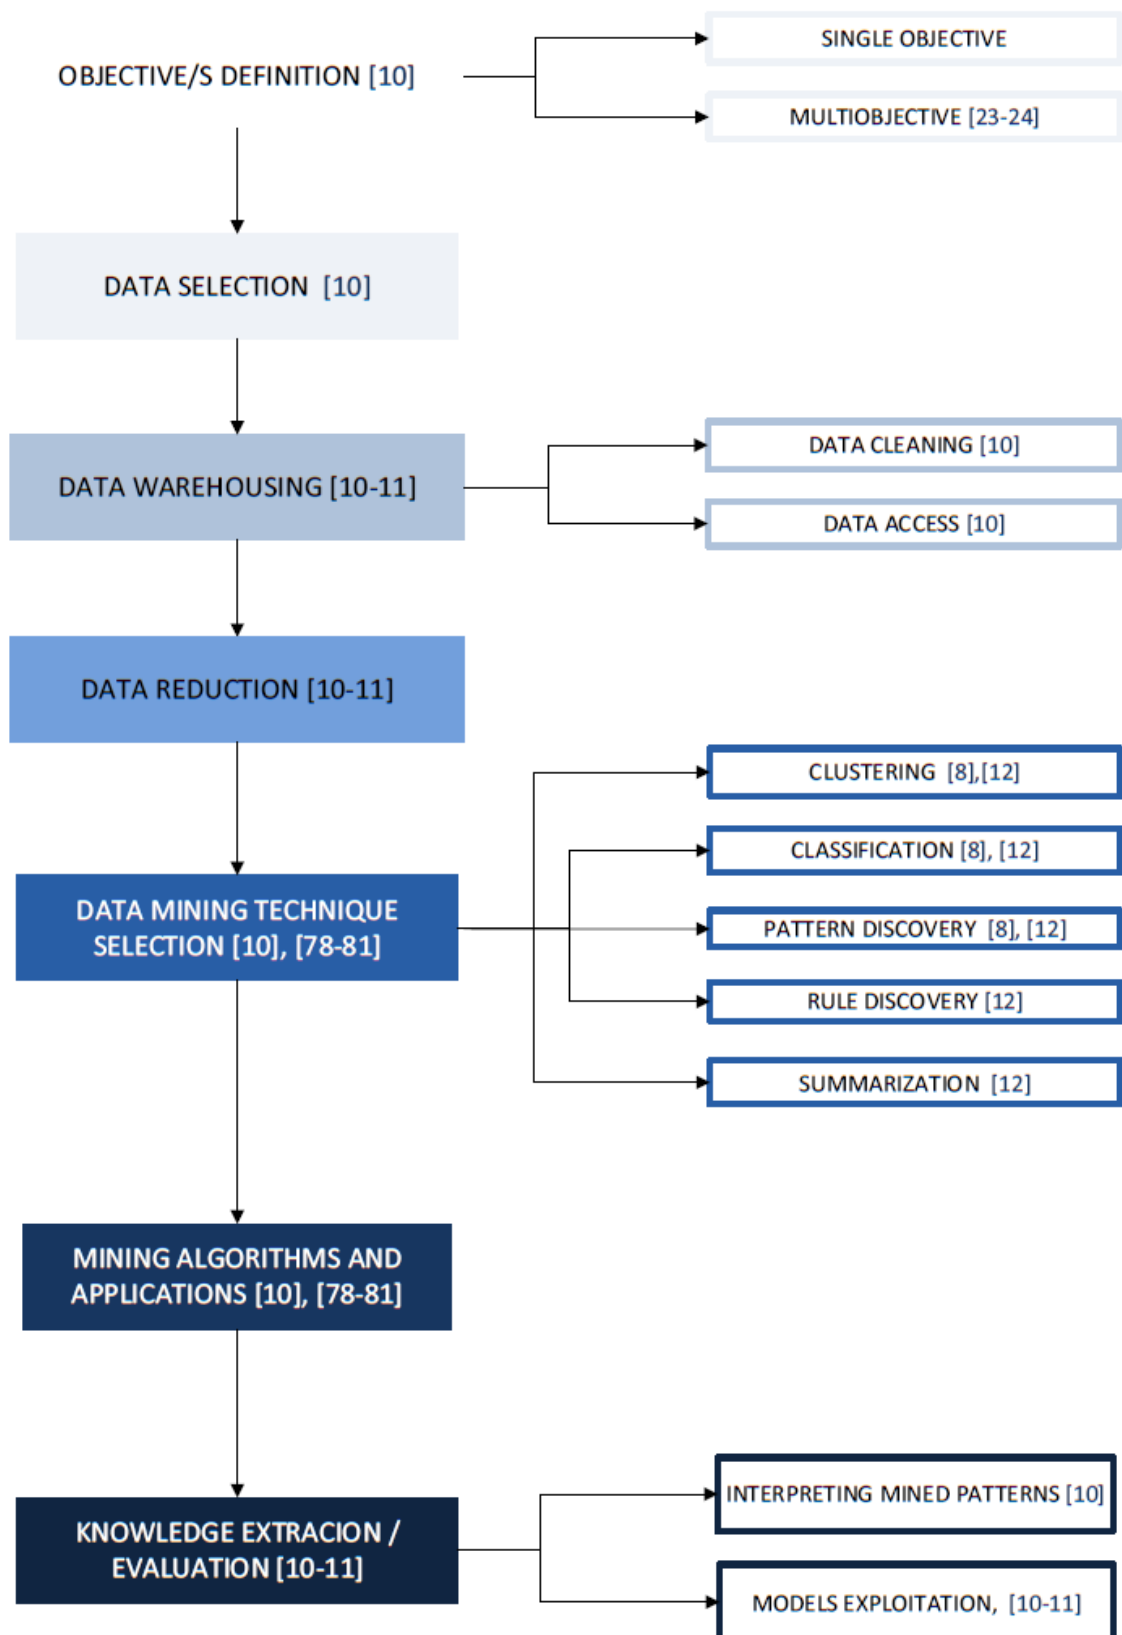 OBJECTIVE/S DEFINITION [10]
SINGLE OBJECTIVE
MULTIOBJECTIVE [23-24]
DATA SELECTION [10]
DATA WAREHOUSING [10-11]
DATA CLEANING [10]
DATA ACCESS [10]
DATA REDUCTION [10-11]
DATA MINING TECHNIQUE
SELECTION [10], [78-81]
CLUSTERING [8],[12]
CLASSIFICATION [8], [12]
PATTERN DISCOVERY [8], [12]
RULE DISCOVERY [12]
SUMMARIZATION [12]
MINING ALGORITHMS AND
APPLICATIONS [10], [78-81]
KNOWLEDGE EXTRACION /
EVALUATION [10-11]
INTERPRETING MINED PATTERNS [10]
MODELS EXPLOITATION, [10-11]